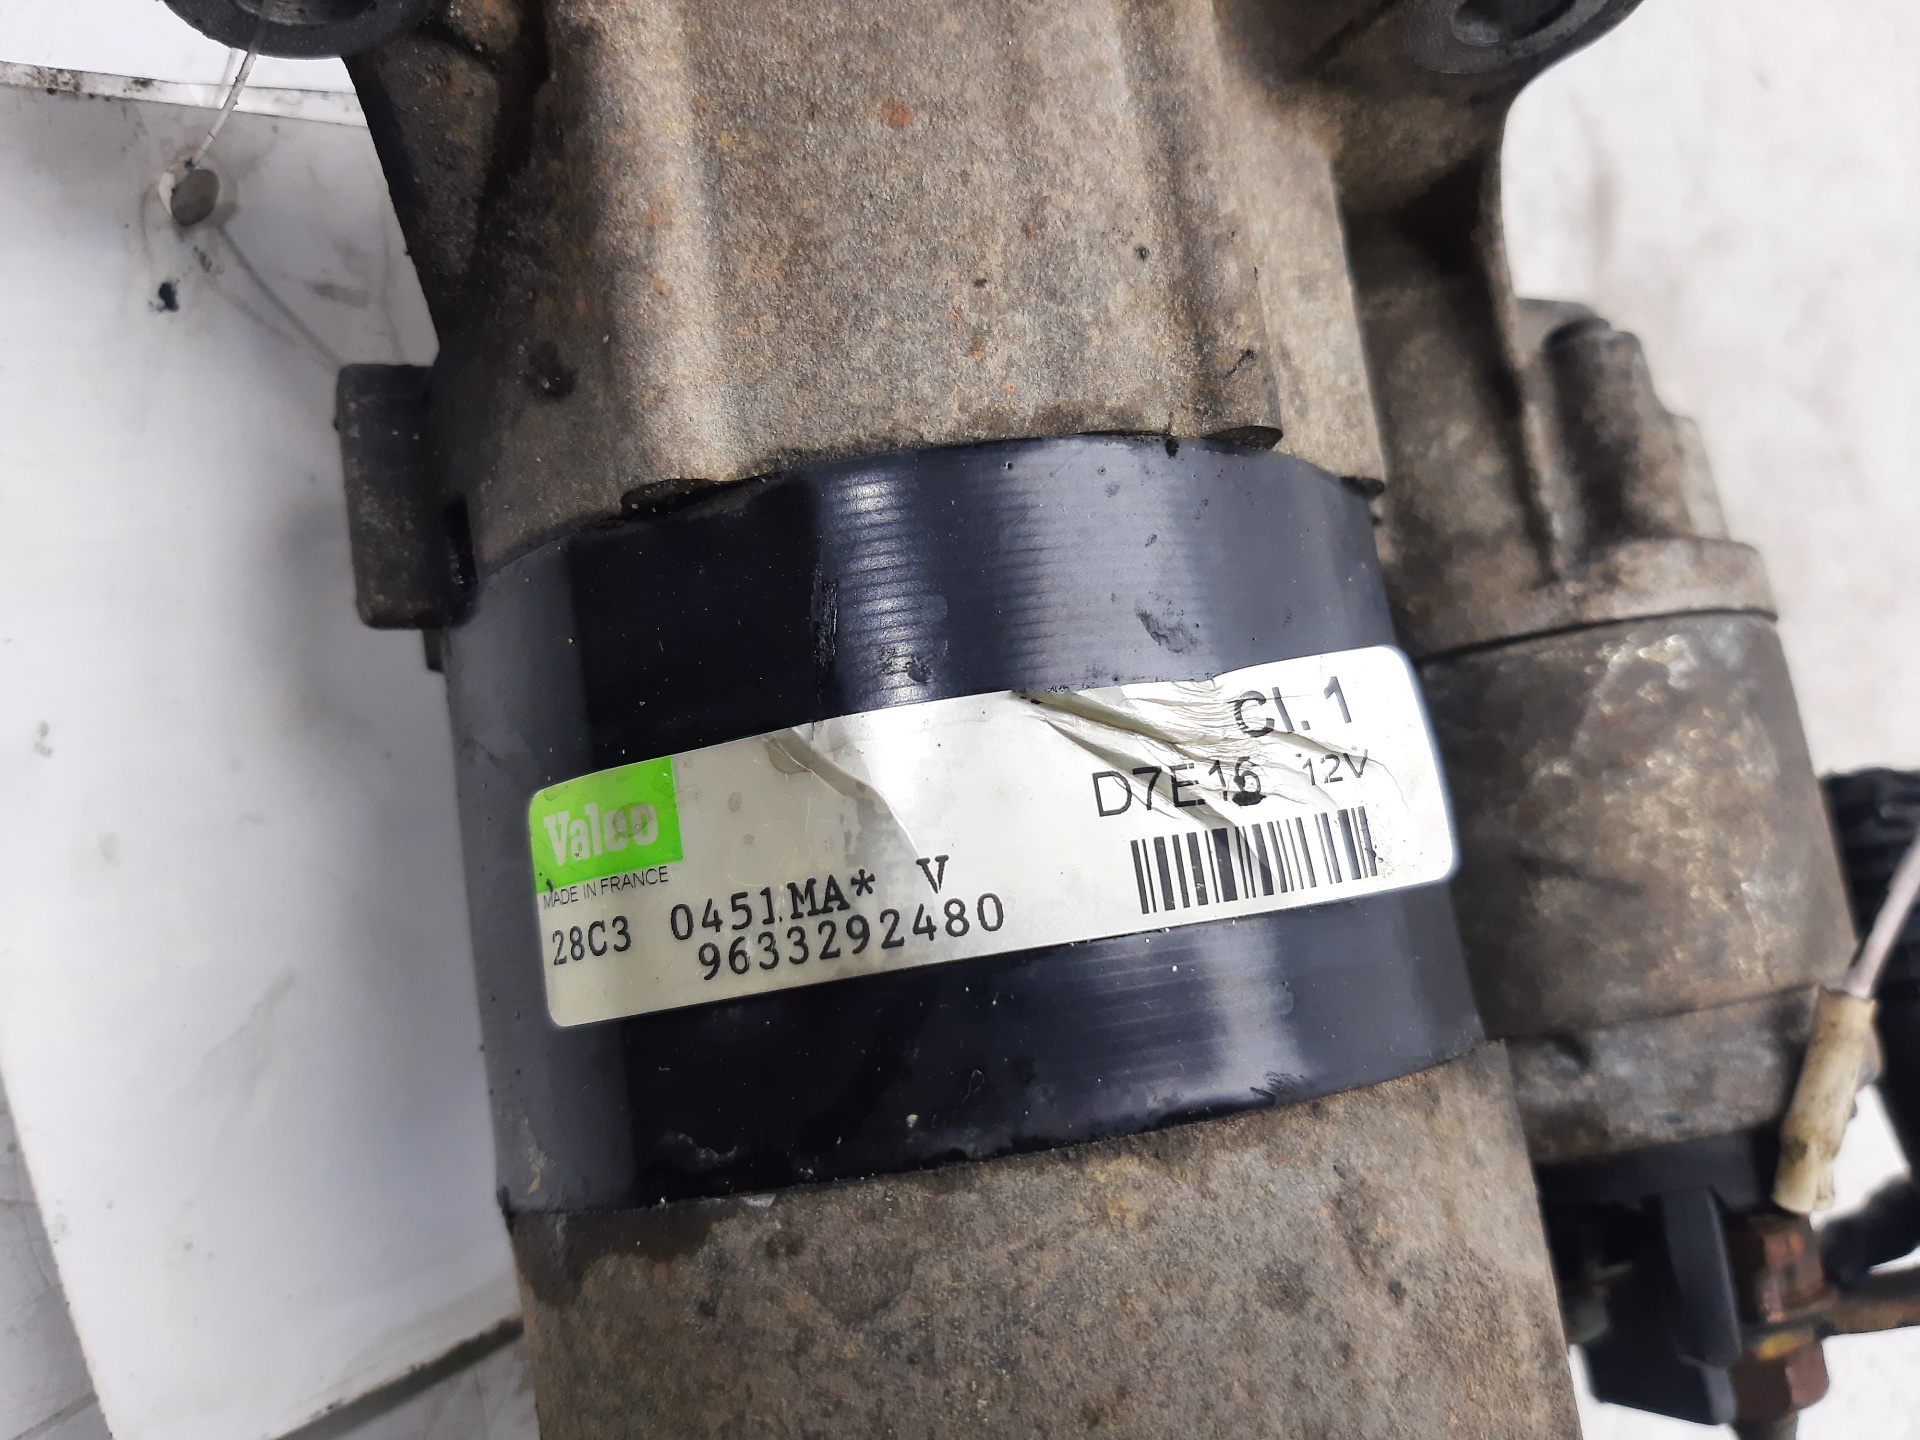 Cl. 1
D7E16 12V
Valeo
MADE IN FRANCE
28C3 0451MA* V
9633292480